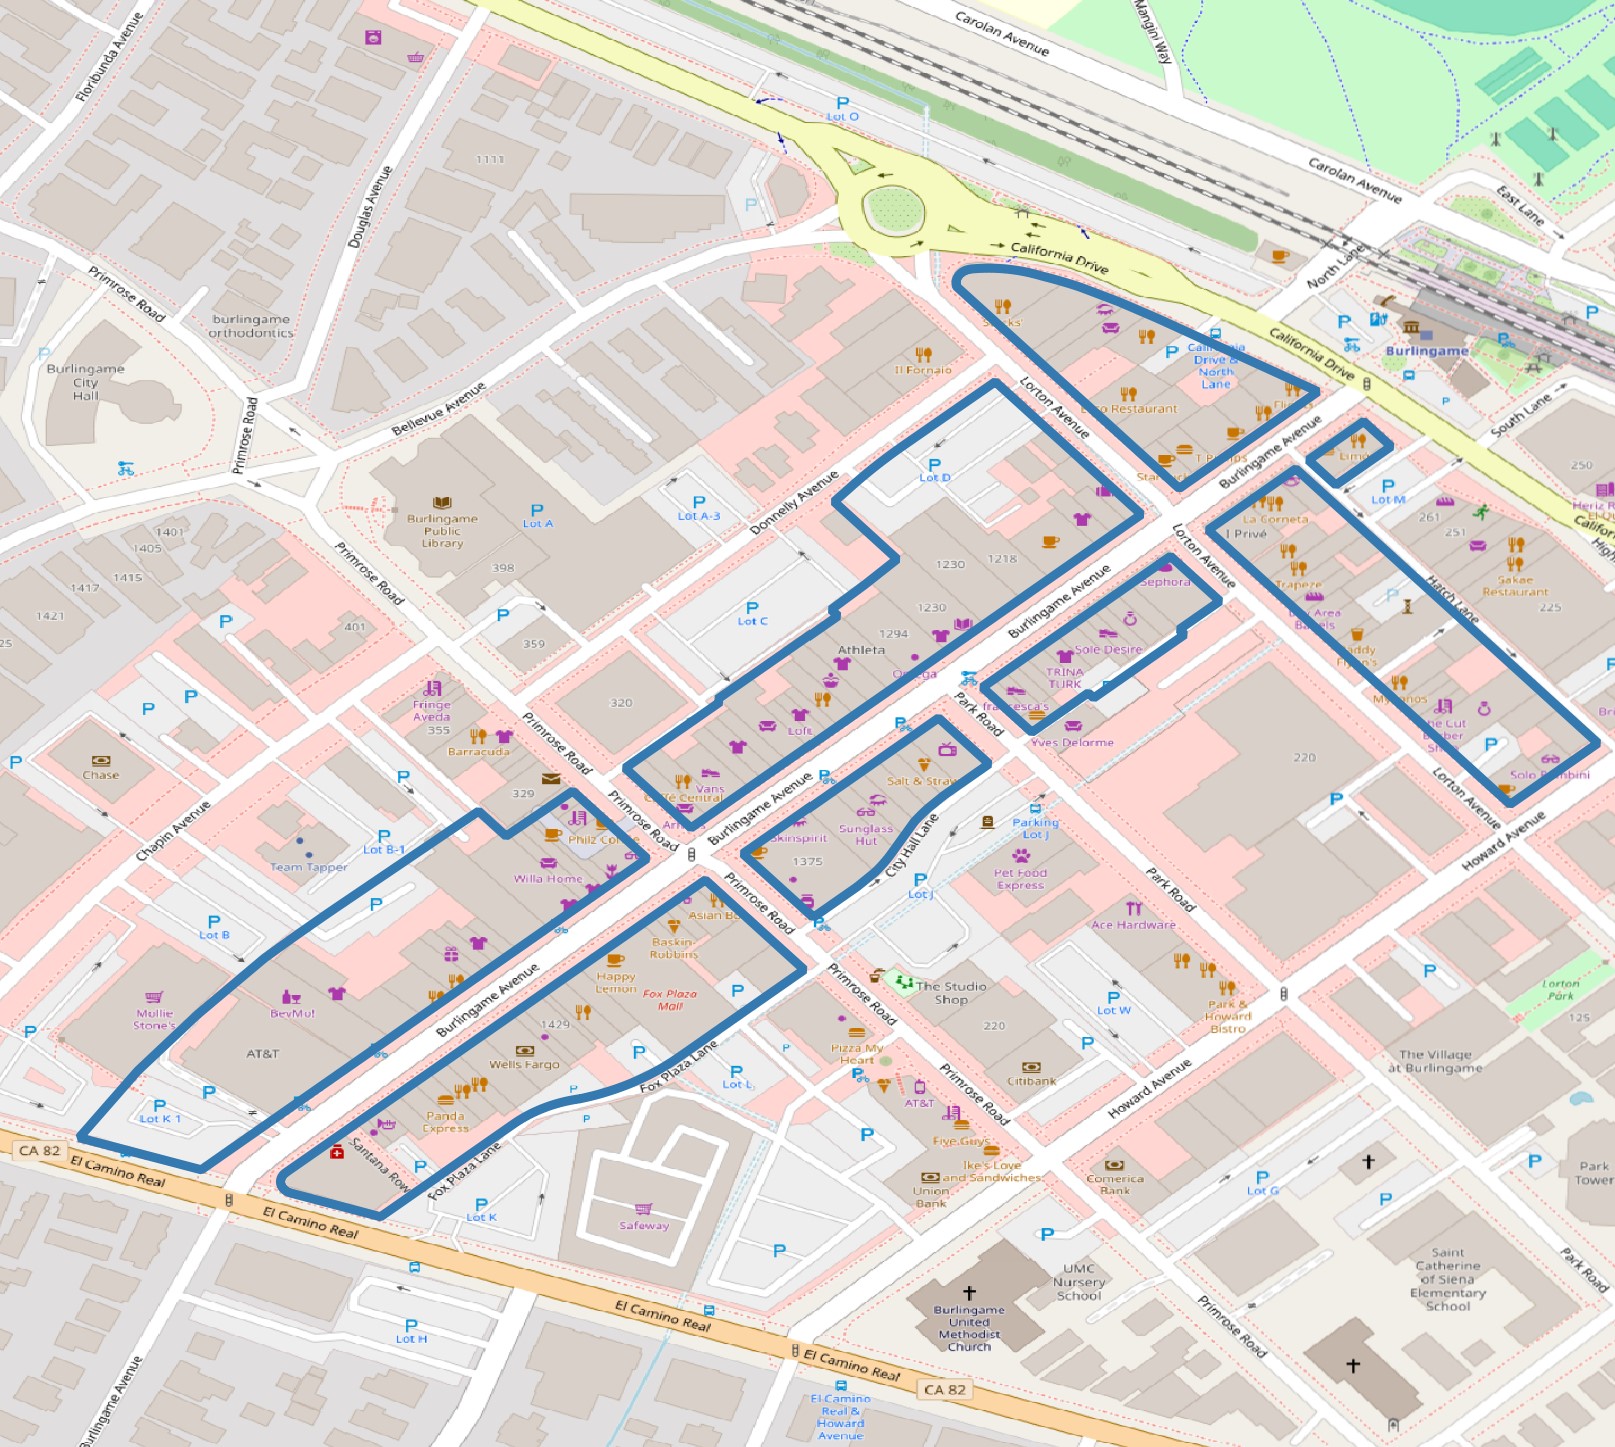 Carolan Avenue
Mangini Way
Floribunda Avenue
Lot O
1111
Carolan Avenue
East Lane
Douglas Avenue
California Drive
North Lane
Primrose Road
burlingame
orthodontics
California
Drive &
North
Lane
California Drive
Burlingame
Il Fornaio
Burlingame
City
Hall
Lorton Avenue
Bellevue Avenue
South Lane
Primrose Road
Burlingame Avenue
250
Lot D
Lot M
Donnelly Avenue
Lot A-3
Lot A
Burlingame
Public
Library
La Corneta
261
251
1401
1405
I Privé
Lorton Avenue
398
1230
1218
Trapeze
Sakae
Restaurant
225
Hatch Lane
1417
1415
1421
Primrose Road
Sephora
Burlingame Avenue
Lot C
1230
1294
Athleta
401
359
Sole Desire
TRINA
TURK
francesca's
320
Fringe
Aveda
355
Barracuda
Loft
Park Road
Yves Delorme
Primrose Road
Chase
Vans
Caffé Central
Salt & Straw
220
Solo Bambini
329
Primrose Road
Burlingame Avenue
Lorton Avenue
Howard Avenue
Chapin Avenue
Lot B-1
Team Tapper
Philz Coffee
Skinspirit
Sunglass
Hut
City Hall Lane
Parking
Lot J
1375
Willa Home
Pet Food
Express
Lot J
Park Road
Primrose Road
Asian Box
Baskin-
Robbins
Ace Hardware
Lot B
Happy
Lemon
Fox Plaza
Mall
Primrose Road
The Studio
Shop
Burlingame Avenue
Mollie
Stone's
BevMo!
Lot W
Park &
Howard
Bistro
Lorton
Park
125
1429
220
AT&T
Wells Fargo
Pizza My
Heart
The Village
at Burlingame
Fox Plaza Lane
Lot L
Primrose Road
Citibank
Howard Avenue
AT&T
Lot K 1
Panda
Express
Five Guys
Santana Row
Ike's Love
and Sandwiches
Union
Bank
Comerica
Bank
Park
Tower
CA 82
El Camino Real
Fox Plaza Lane
Lot K
Safeway
Lot G
El Camino Real
UMC
Nursery
School
Saint
Catherine
of Siena
Elementary
School
Park Road
Burlingame
United
Methodist
Church
El Camino Real
Primrose Road
Lot H
El Camino Real
CA 82
Burlingame Avenue
El Camino
Real &
Howard
Avenue